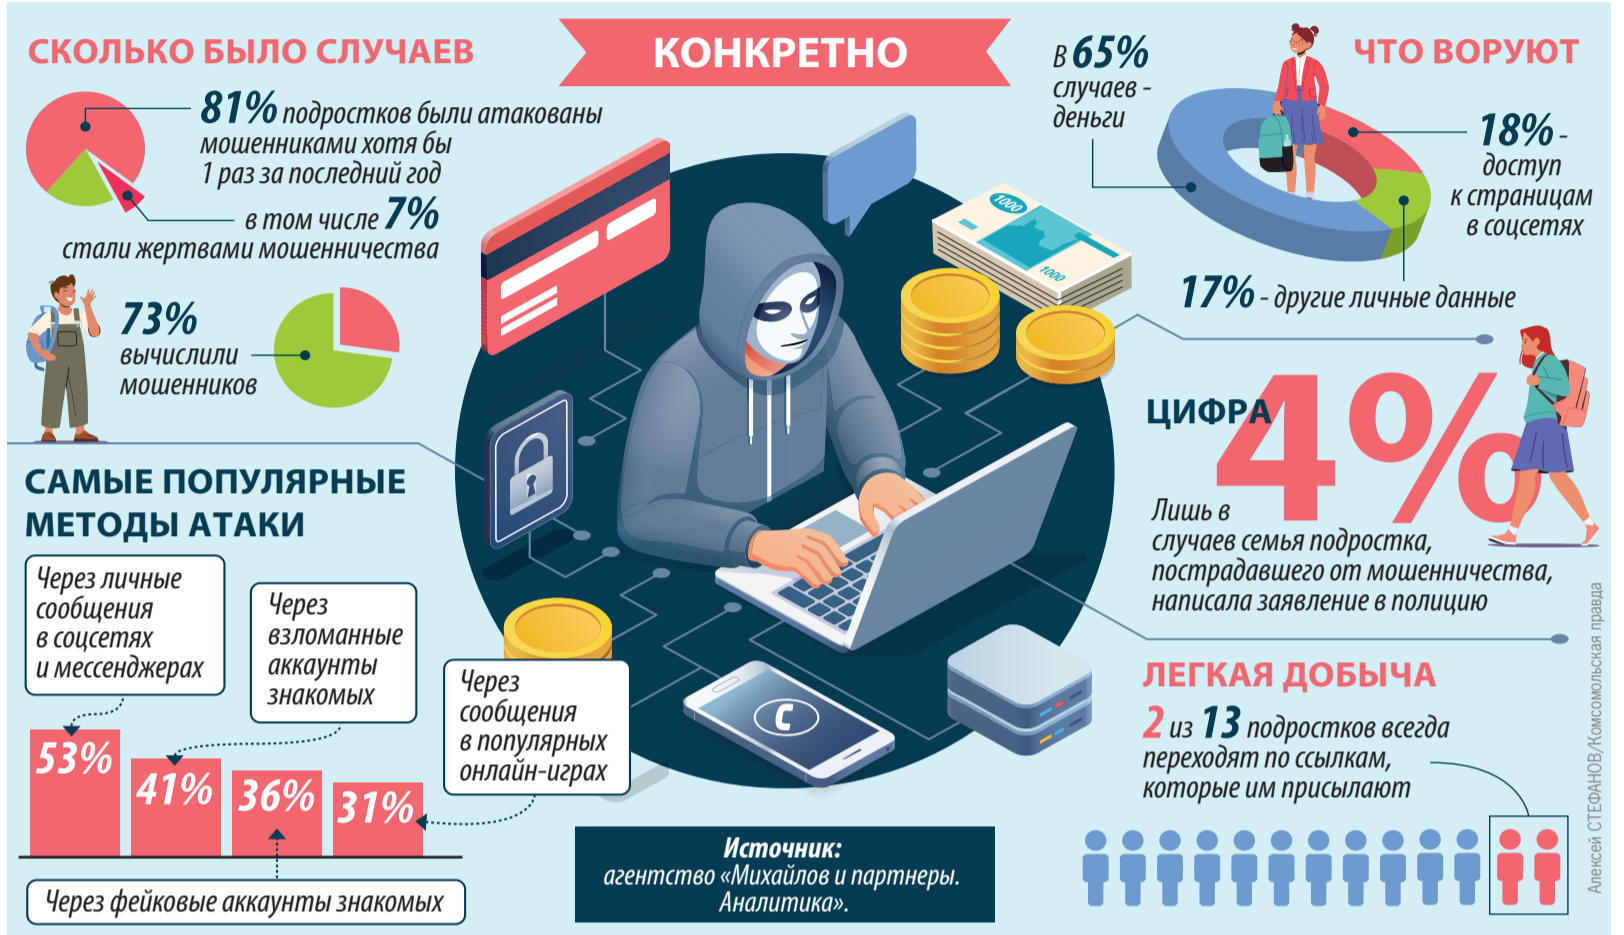 КОНКРЕТНО
СКОЛЬКО БЫЛО СЛУЧАЕВ
81% подростков были атакованы
мошенниками хотя бы
1 раз за последний год
в том числе 7%
стали жертвами мошенничества
73%
вычислили
мошенников
САМЫЕ ПОПУЛЯРНЫЕ
МЕТОДЫ АТАКИ
Через личные
сообщения
в соцсетях
и мессенджерах
Через
взломанные
аккаунты
знакомых
Через
сообщения
в популярных
онлайн-играх
53%
41%
36%
31%
Через фейковые аккаунты знакомых
1000
1000
Источник:
агентство «Михайлов и партнеры.
Аналитика».
ЧТО ВОРУЮТ
В 65%
случаев -
деньги
18% -
доступ
к страницам
в соцсетях
17% - другие личные данные
ЦИФРА
4%
Лишь в
случаев семья подростка,
пострадавшего от мошенничества,
написала заявление в полицию
ЛЕГКАЯ ДОБЫЧА
2 из 13 подростков всегда
переходят по ссылкам,
которые им присылают
Алексей СТЕФАНОВ/Комсомольская правда